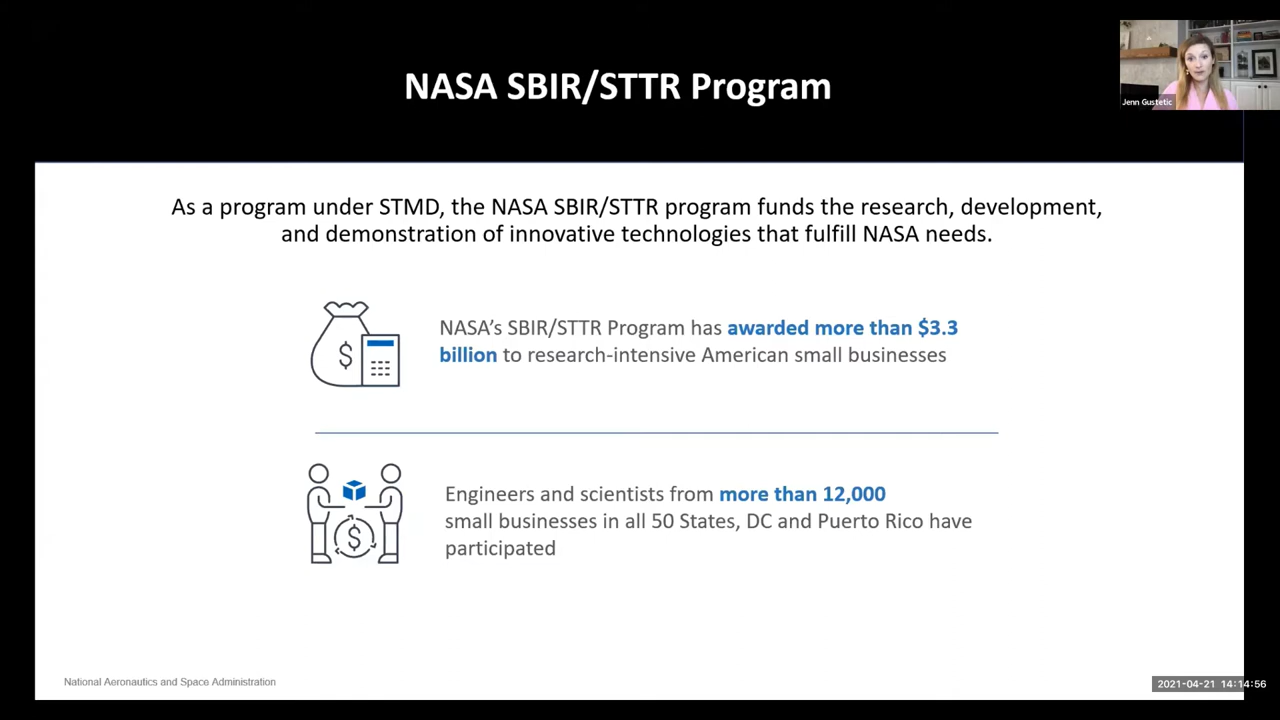 NASA SBIR/STTR Program
Jenn Gustetic
As a program under STMD, the NASA SBIR/STTR program funds the research, development,
and demonstration of innovative technologies that fulfill NASA needs.
$
NASA's SBIR/STTR Program has awarded more than $3.3
billion to research-intensive American small businesses
$
Engineers and scientists from more than 12,000
small businesses in all 50 States, DC and Puerto Rico have
participated
National Aeronautics and Space Administration
2021-04-21 14:14:56